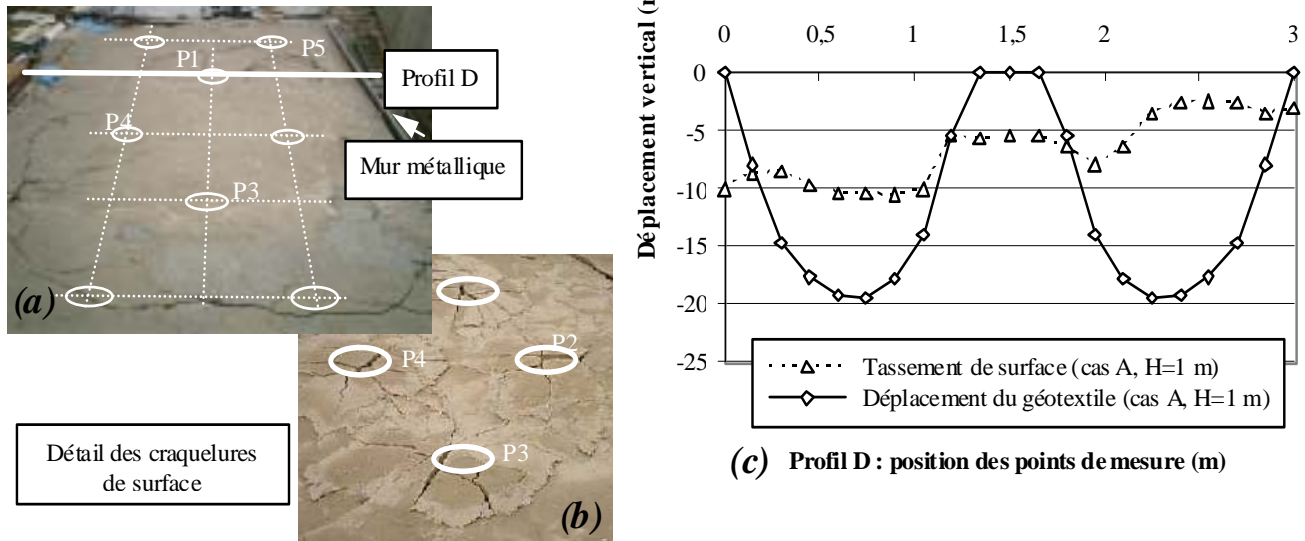 P1
P5
P4
P3
Profil D
Mur métallique
(a)
P4
P2
P3
Détail des craquelures
de surface
(b)
Déplacement vertical
0 0,5 1 1,5 2 3
0
-5
-10
-15
-20
-25
Tassement de surface (cas A, H=1 m)
Déplacement du géotextile (cas A, H=1 m)
(c) Profil D : position des points de mesure (m)